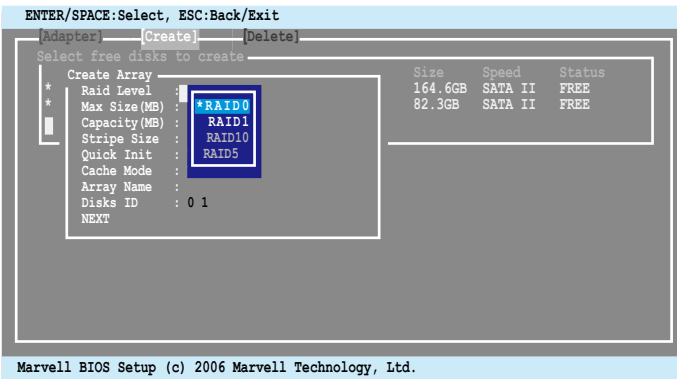 ENTER/SPACE:Select, ESC:Back/Exit
[Adapter] [Create] [Delete]
Select free disks to create
Create Array Size Speed Status
* Raid Level : 164.6GB SATA II FREE
* Max Size(MB) : *RAID0 82.3GB SATA II FREE
Capacity(MB) : RAID1
Stripe Size : RAID10
Quick Init : RAID5
Cache Mode :
Array Name :
Disks ID : 0 1
NEXT
Marvell BIOS Setup (c) 2006 Marvell Technology, Ltd.